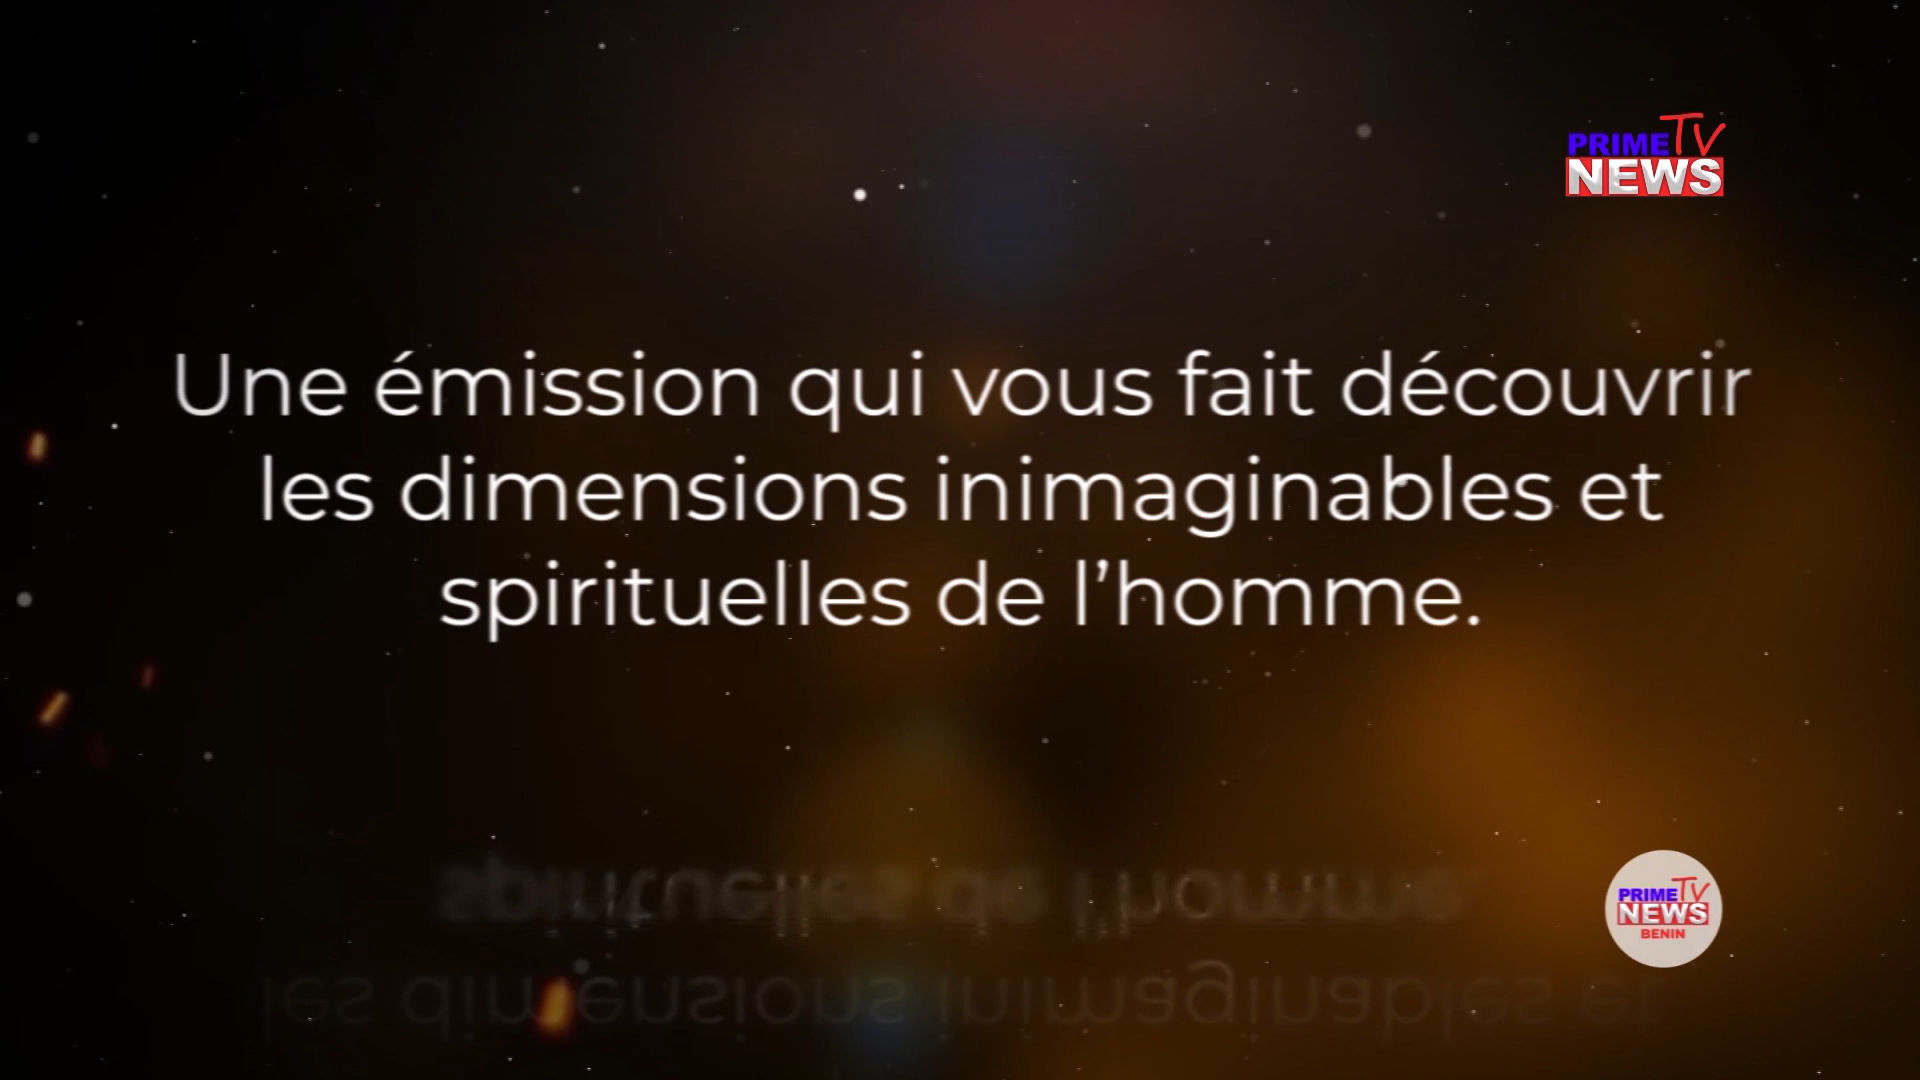 PRIME TV
NEWS
Une émission qui vous fait découvrir
les dimensions inimaginables et
spirituelles de l’homme.
PRIME TV
NEWS
BENIN